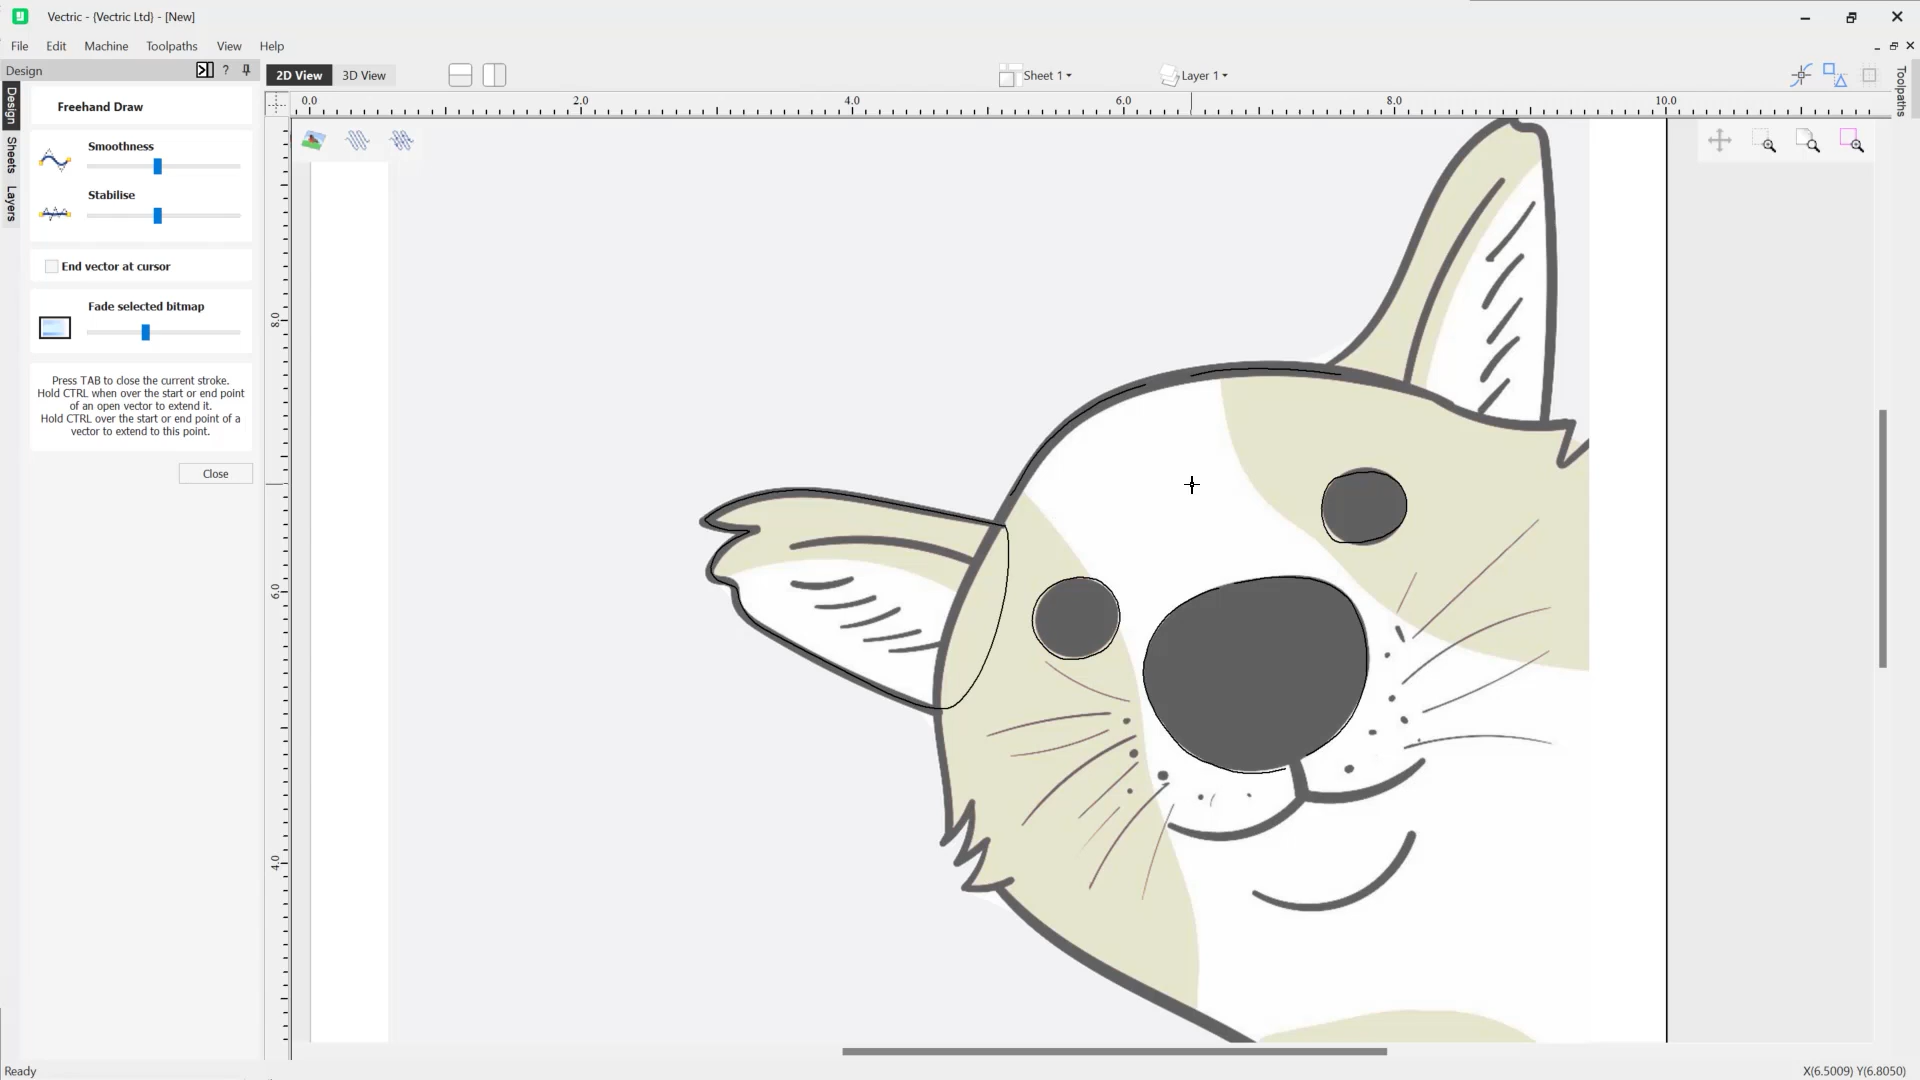 Vectric - {Vectric Ltd} - [New]
File Edit Machine Toolpaths View Help
Design ?
2D View 3D View Sheet 1 Layer 1
Toolpaths
Design
Sheets
Layers
Freehand Draw
Smoothness
Stabilise
End vector at cursor
Fade selected bitmap
Press TAB to close the current stroke.
Hold CTRL when over the start or end point
of an open vector to extend it.
Hold CTRL over the start or end point of a
vector to extend to this point.
Close
0.0 2.0 4.0 6.0 8.0 10.0
8.0
6.0
4.0
Ready X(6.5009) Y(6.8050)